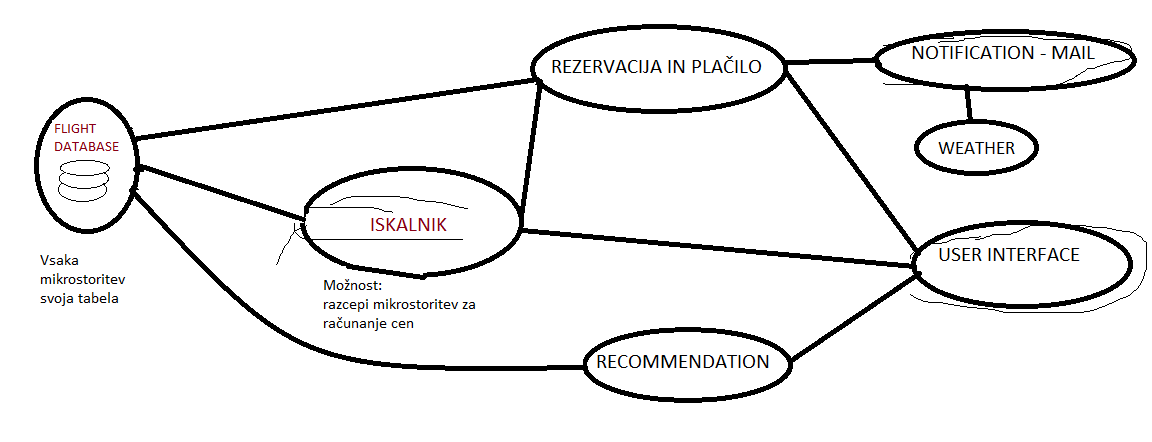 REZERVACIJA IN PLAČILO
NOTIFICATION - MAIL
WEATHER
FLIGHT
DATABASE
ISKALNIK
USER INTERFACE
Vsaka
mikrostoritev
svoja tabela
Možnost:
razcepi mikrostoritev za
računanje cen
RECOMMENDATION